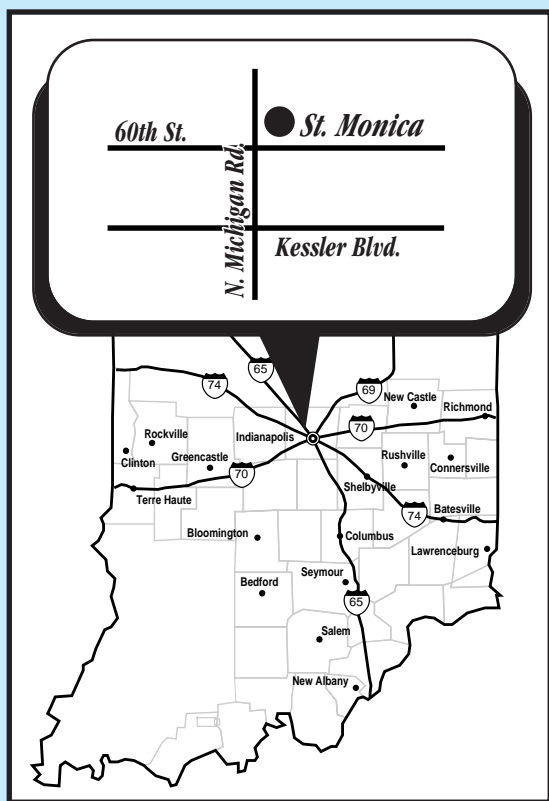 60th St.
St. Monica
N. Michigan Rd.
Kessler Blvd.
65
74
69
New Castle
Richmond
Rockville
Indianapolis
70
Clinton
Greencastle
Rushville
Connersville
70
Shelbyville
Terre Haute
74
Batesville
Bloomington
Columbus
Lawrenceburg
Seymour
Bedford
65
Salem
New Albany